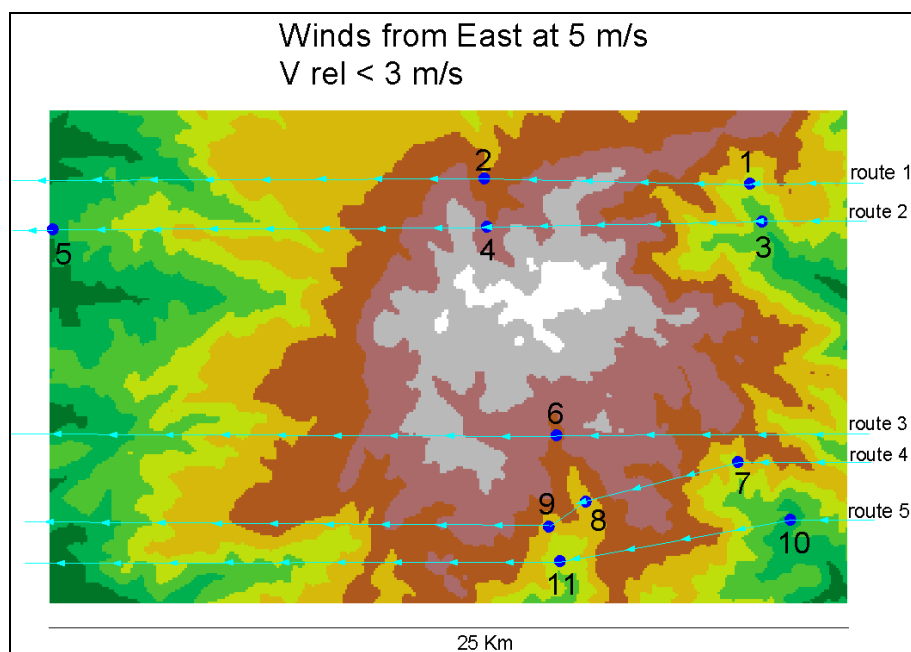 Winds from East at 5 m/s
V rel < 3 m/s
2
1
route 1
route 2
5
4
3
6
route 3
route 4
7
9
8
route 5
10
11
25 Km